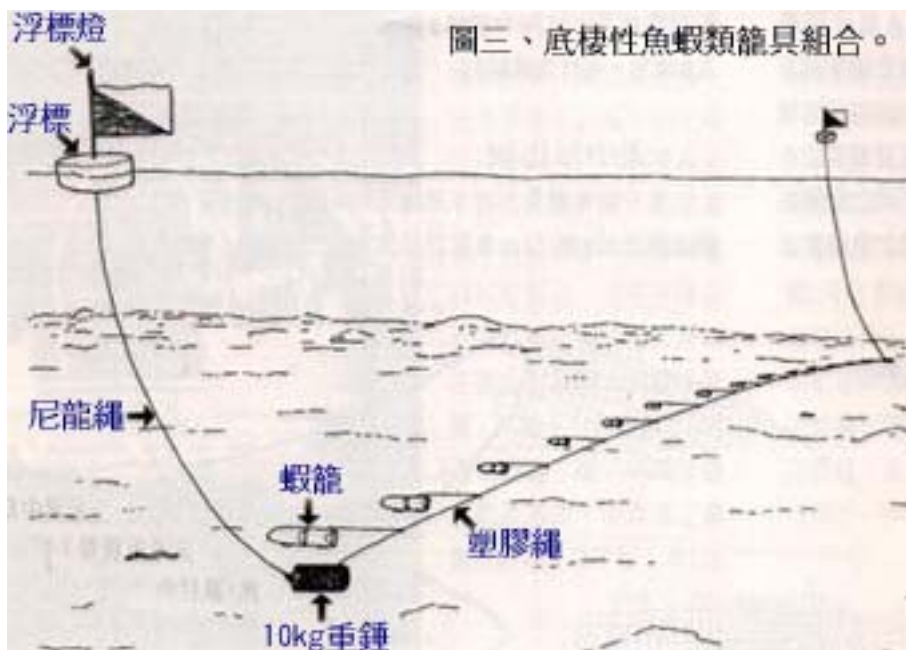 浮標燈
圖三、底棲性魚蝦類籠具組合。
浮標
尼龍繩
蝦籠
塑膠繩
10kg重錘